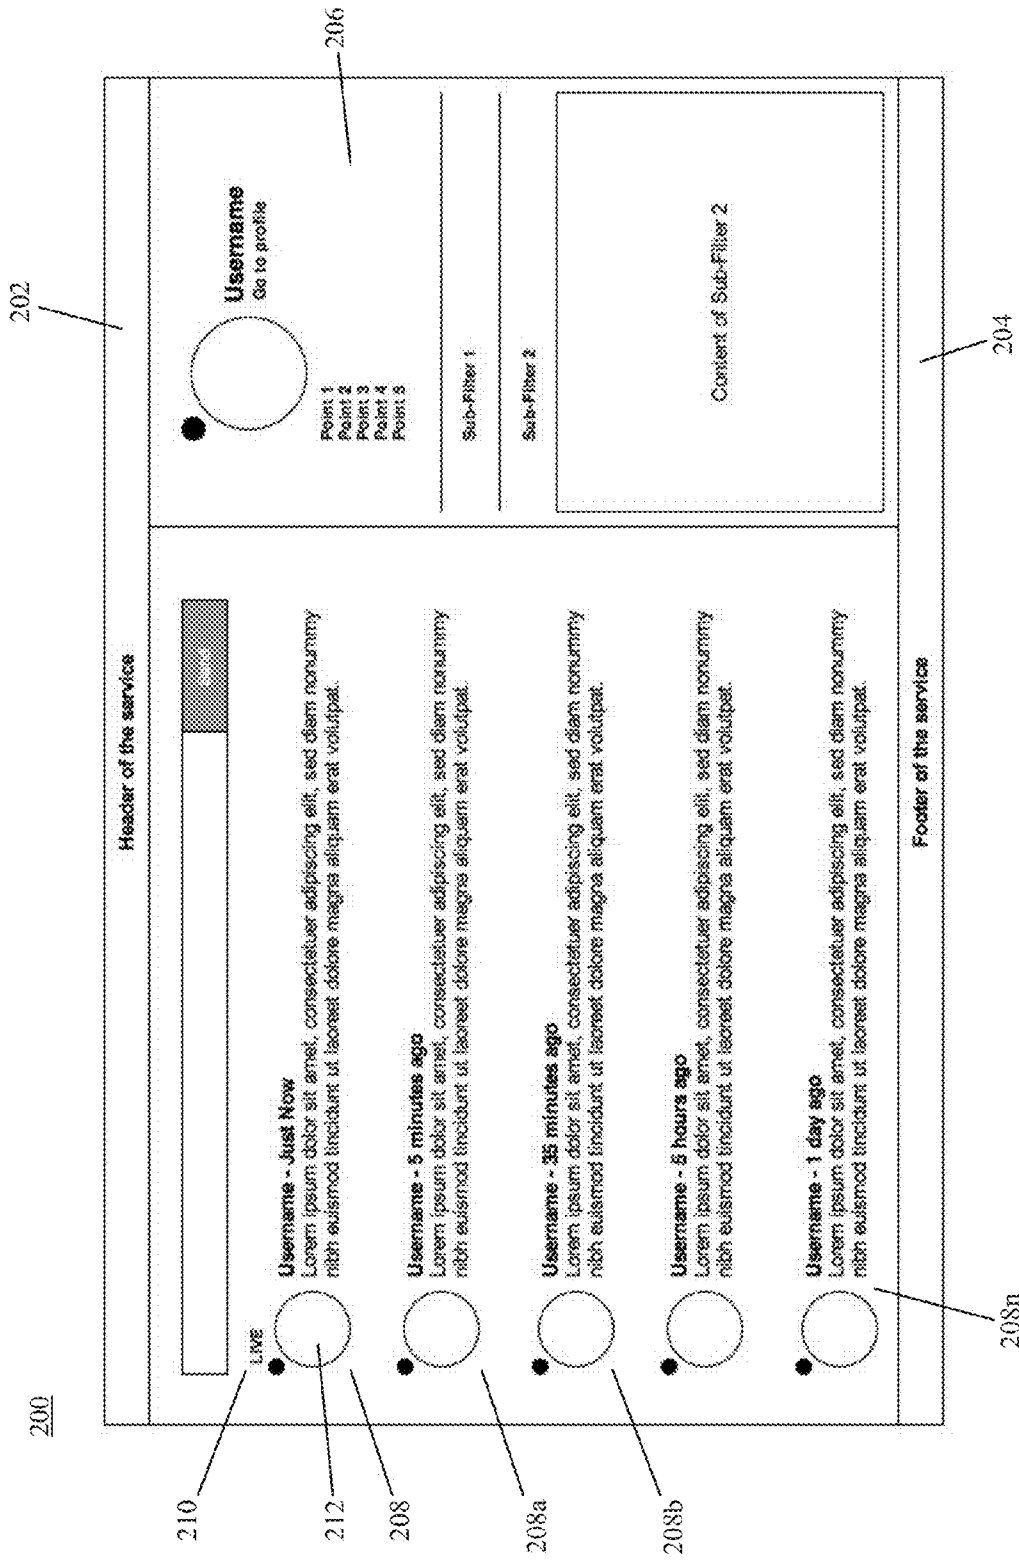 200
202
Header of the service
210
LIVE
212
208
Username - Just Now
Lorem ipsum dolor sit amet, consectetuer adipiscing elit, sed diam nonummy
nibh euismod tincidunt ut laoreet dolore magna aliquam erat volutpat.
208a
Username - 5 minutes ago
Lorem ipsum dolor sit amet, consectetuer adipiscing elit, sed diam nonummy
nibh euismod tincidunt ut laoreet dolore magna aliquam erat volutpat.
208b
Username - 35 minutes ago
Lorem ipsum dolor sit amet, consectetuer adipiscing elit, sed diam nonummy
nibh euismod tincidunt ut laoreet dolore magna aliquam erat volutpat.
Username - 5 hours ago
Lorem ipsum dolor sit amet, consectetuer adipiscing elit, sed diam nonummy
nibh euismod tincidunt ut laoreet dolore magna aliquam erat volutpat.
Username - 1 day ago
Lorem ipsum dolor sit amet, consectetuer adipiscing elit, sed diam nonummy
nibh euismod tincidunt ut laoreet dolore magna aliquam erat volutpat.
208n
206
Username
Go to profile
Point 1
Point 2
Point 3
Point 4
Point 5
Sub-Filter 1
Sub-Filter 2
Content of Sub-Filter 2
Footer of the service
204